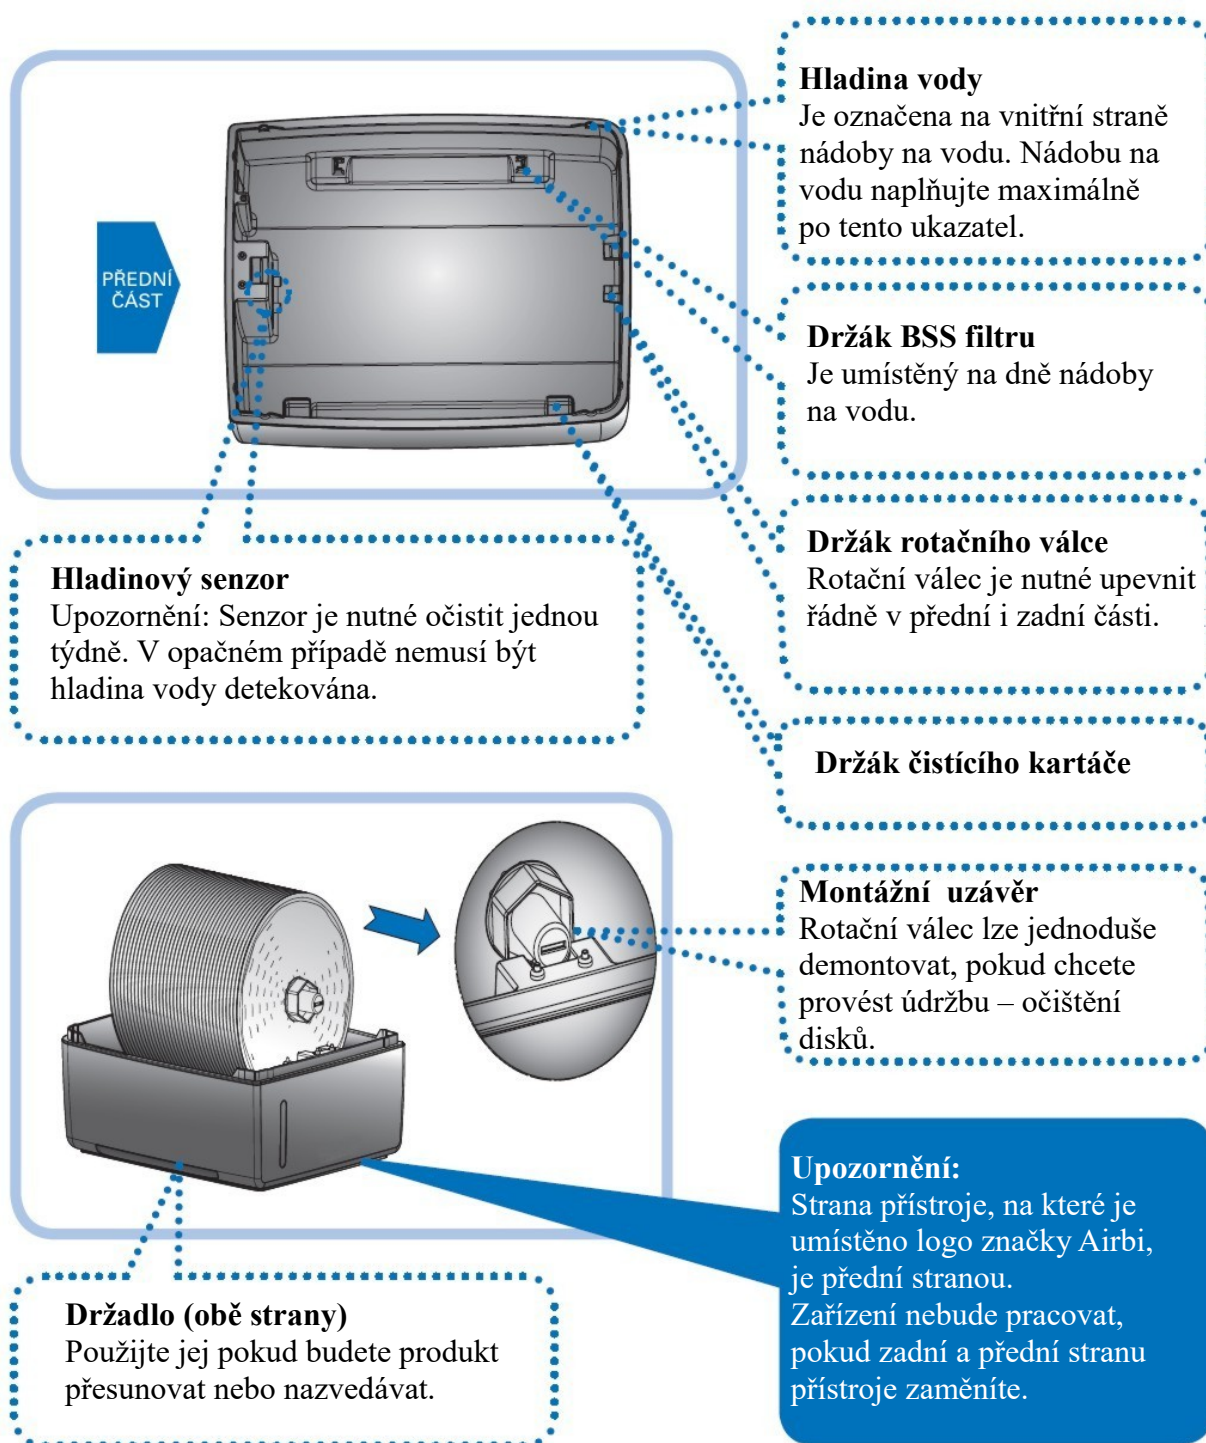 Hladina vody
Je označena na vnitřní straně
nádoby na vodu. Nádobu na
vodu naplňujte maximálně
po tento ukazatel.
PŘEDNÍ
ČÁST
Držák BSS filtru
Je umístěný na dně nádoby
na vodu.
Držák rotačního válce
Rotační válec je nutné upevnit
řádně v přední i zadní části.
Hladinový senzor
Upozornění: Senzor je nutné očistit jednou
týdně. V opačném případě nemusí být
hladina vody detekována.
Držák čistícího kartáče
Montážní uzávěr
Rotační válec lze jednoduše
demontovat, pokud chcete
provést údržbu – očištění
disků.
Upozornění:
Strana přístroje, na které je
umístěno logo značky Airbi,
je přední stranou.
Zařízení nebude pracovat,
pokud zadní a přední stranu
přístroje zaměníte.
Držadlo (obě strany)
Použijte jej pokud budete produkt
přesunovat nebo nazvedávat.